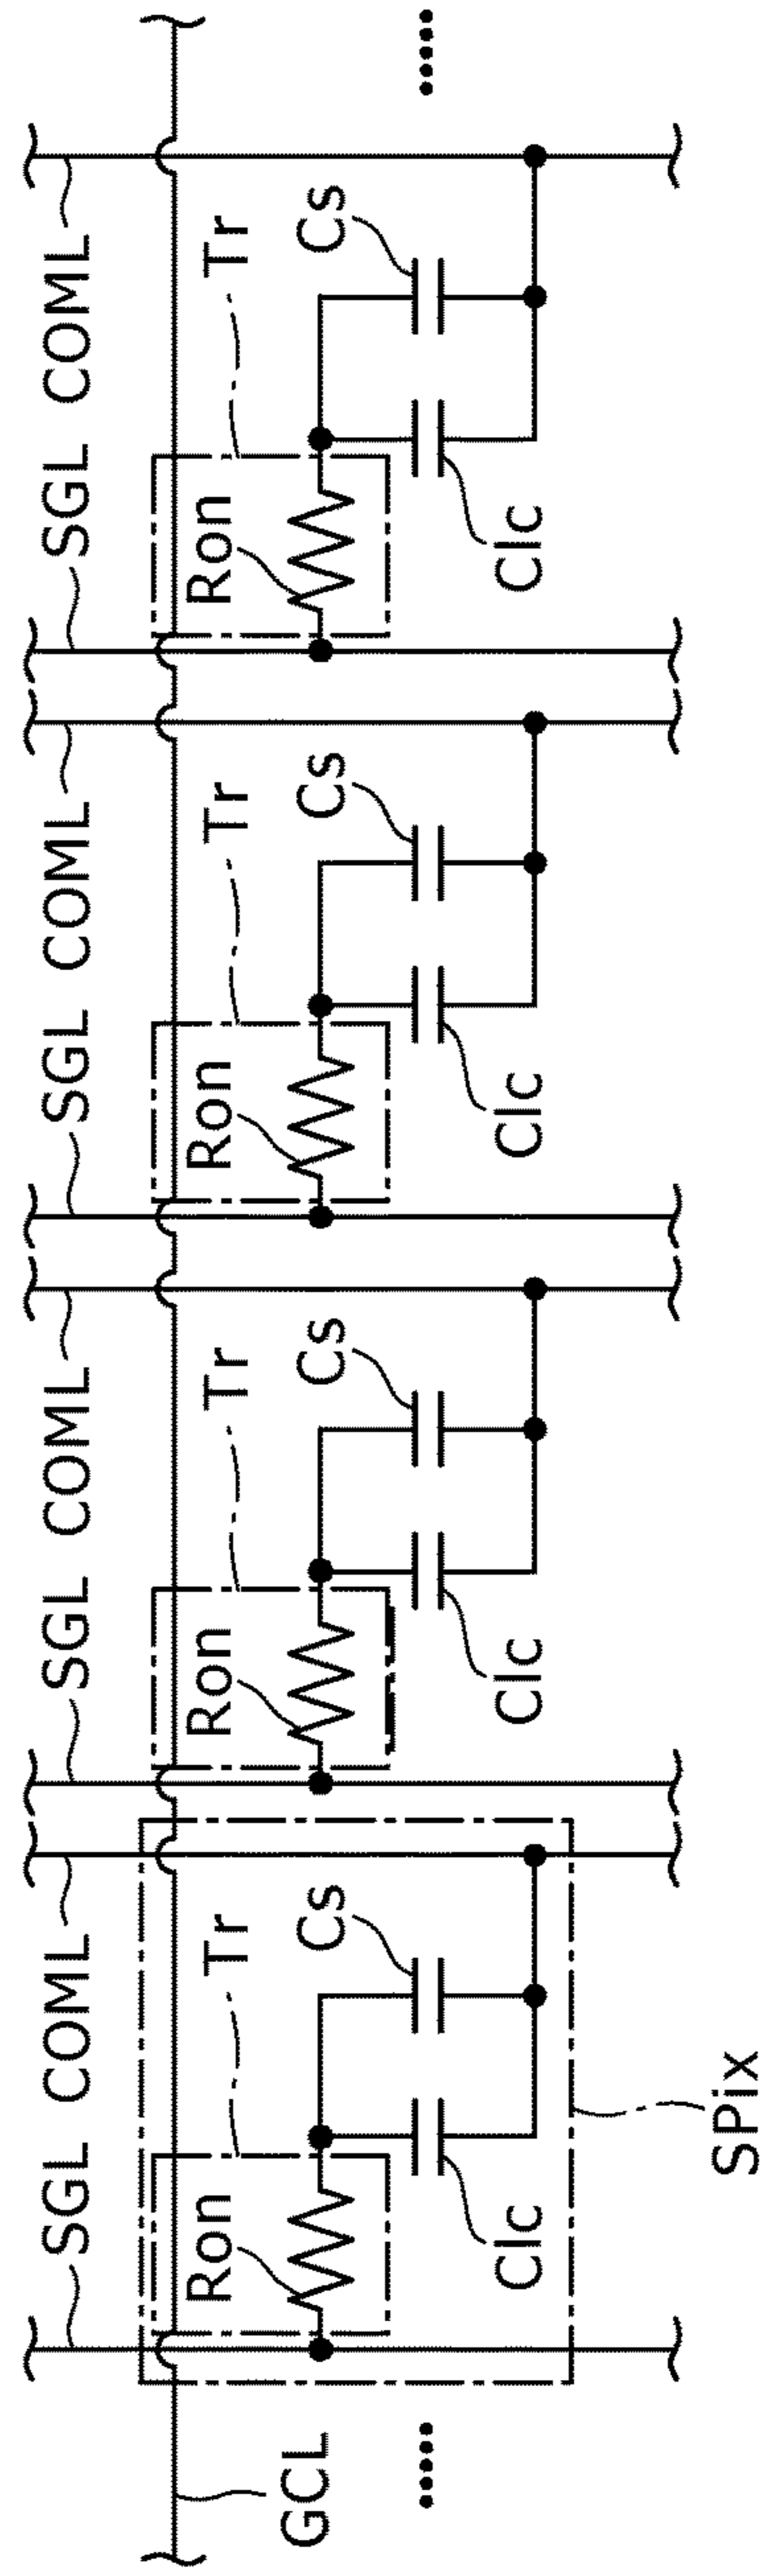 SGL COML SGL COML SGL COML SGL COML
Ron Tr Ron Tr Ron Tr Ron Tr
GCL Cs Cs Cs Cs
Clc Clc Clc Clc
SPix